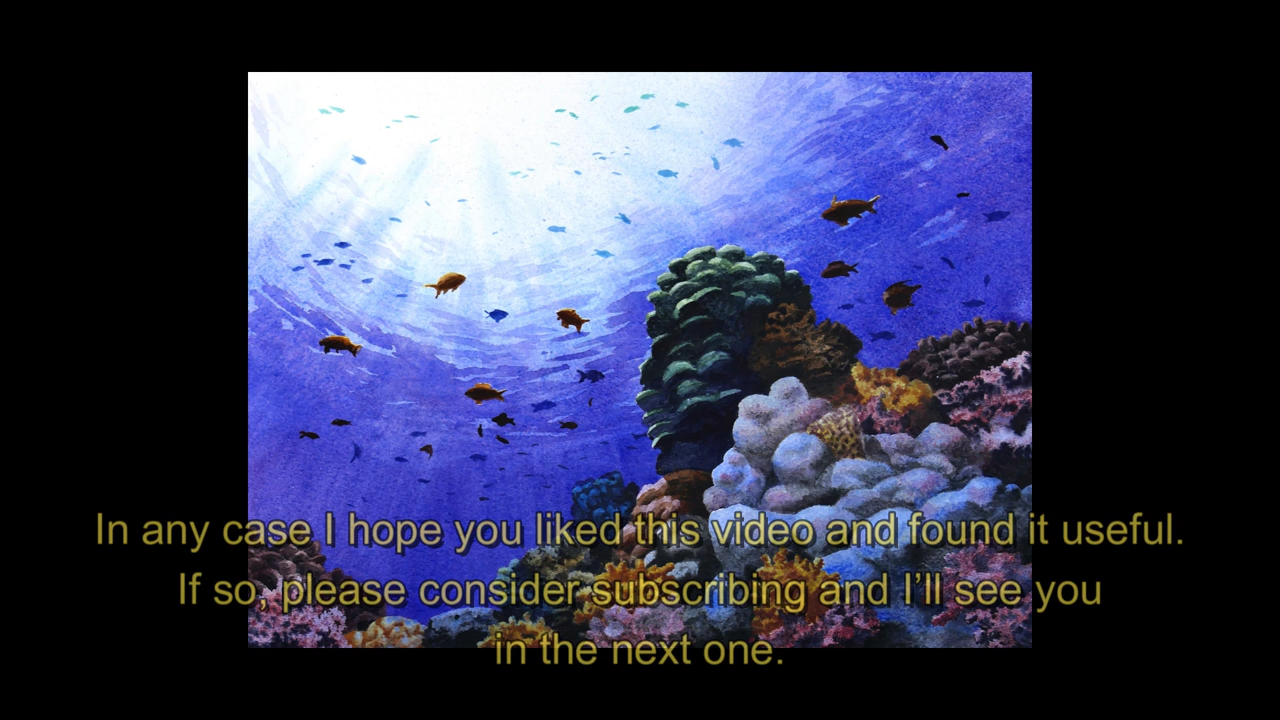 In any case I hope you liked this video and found it useful.
If so, please consider subscribing and I’ll see you
in the next one.